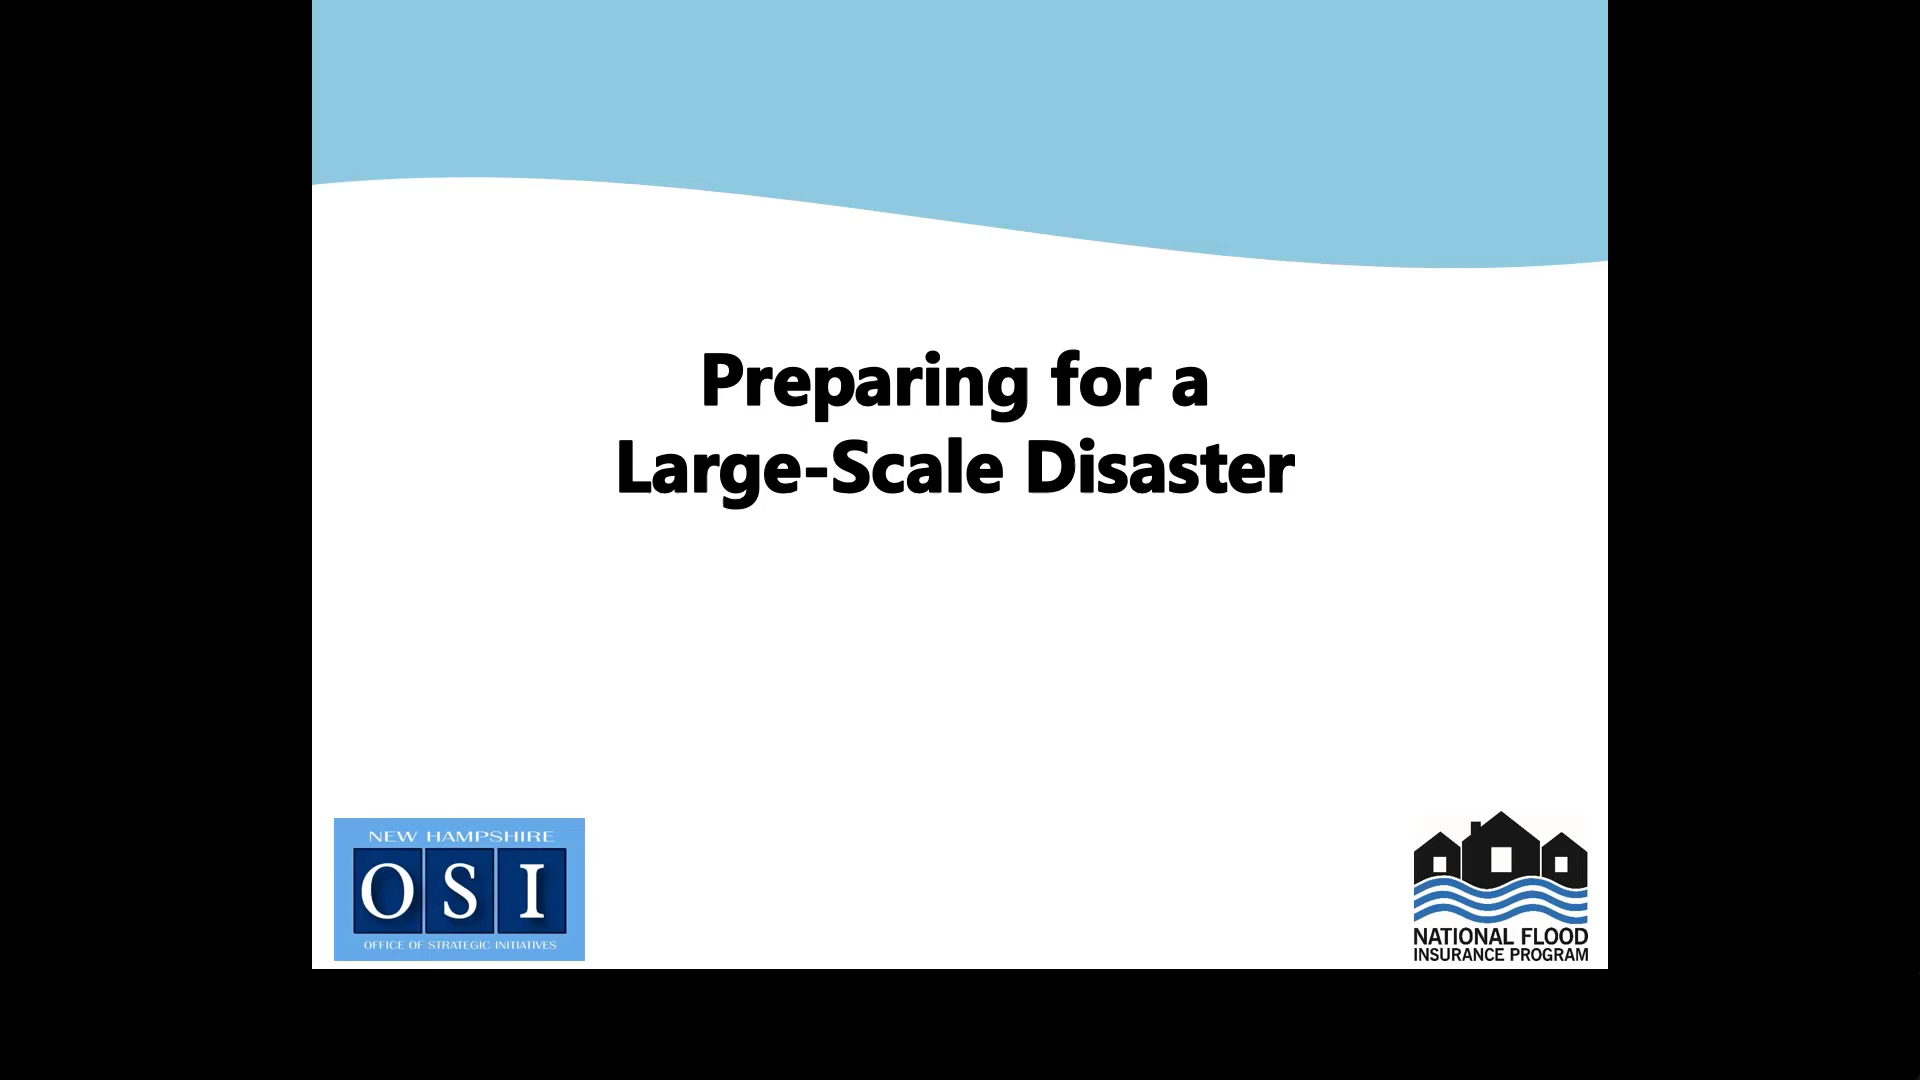 Preparing for a
Large-Scale Disaster
NEW HAMPSHIRE
OSI
OFFICE OF STRATEGIC INITIATIVES
NATIONAL FLOOD
INSURANCE PROGRAM